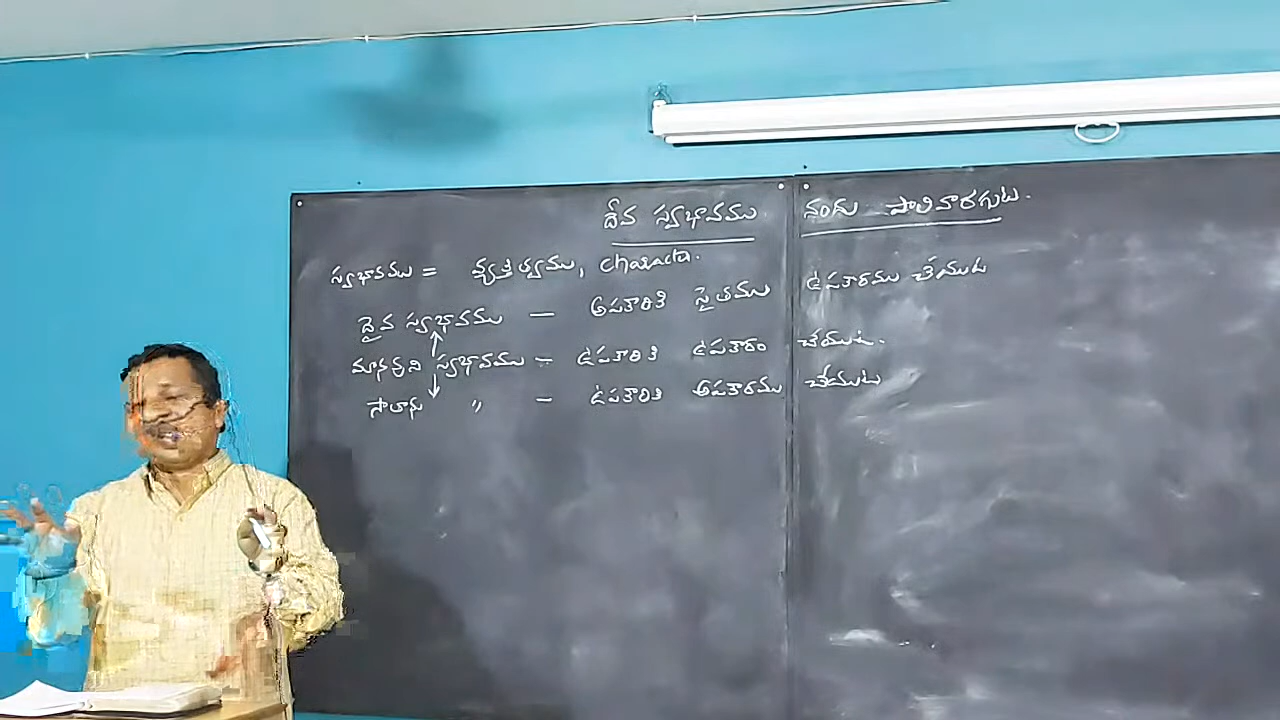 దేవ స్వభావము నందు పాలివారగుట.
స్వభావము = వ్యక్తిత్వము, character.
దైవ స్వభావము — అపకారికి సైతము ఉపకారము చేయుట
మానవుని స్వభావము – ఉపకారికి ఉపకారం చేయుట.
సాతాను " – ఉపకారికి అపకారము చేయుట